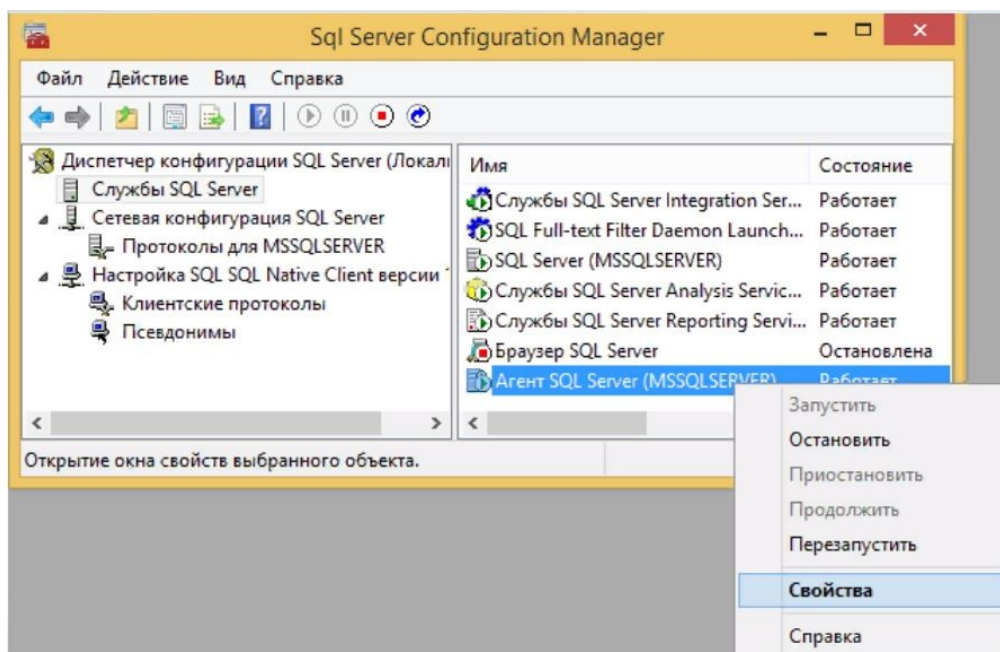 Sql Server Configuration Manager
Файл Действие Вид Справка
Диспетчер конфигурации SQL Server (Локал
Службы SQL Server
Сетевая конфигурация SQL Server
Протоколы для MSSQLSERVER
Настройка SQL SQL Native Client версии
Клиентские протоколы
Псевдонимы
Имя Состояние
Службы SQL Server Integration Ser... Работает
SQL Full-text Filter Daemon Launch... Работает
SQL Server (MSSQLSERVER) Работает
Службы SQL Server Analysis Servic... Работает
Службы SQL Server Reporting Servi... Работает
Браузер SQL Server Остановлена
Агент SQL Server (MSSQLSERVER) Работает
Запустить
Остановить
Приостановить
Продолжить
Перезапустить
Свойства
Справка
Открытие окна свойств выбранного объекта.